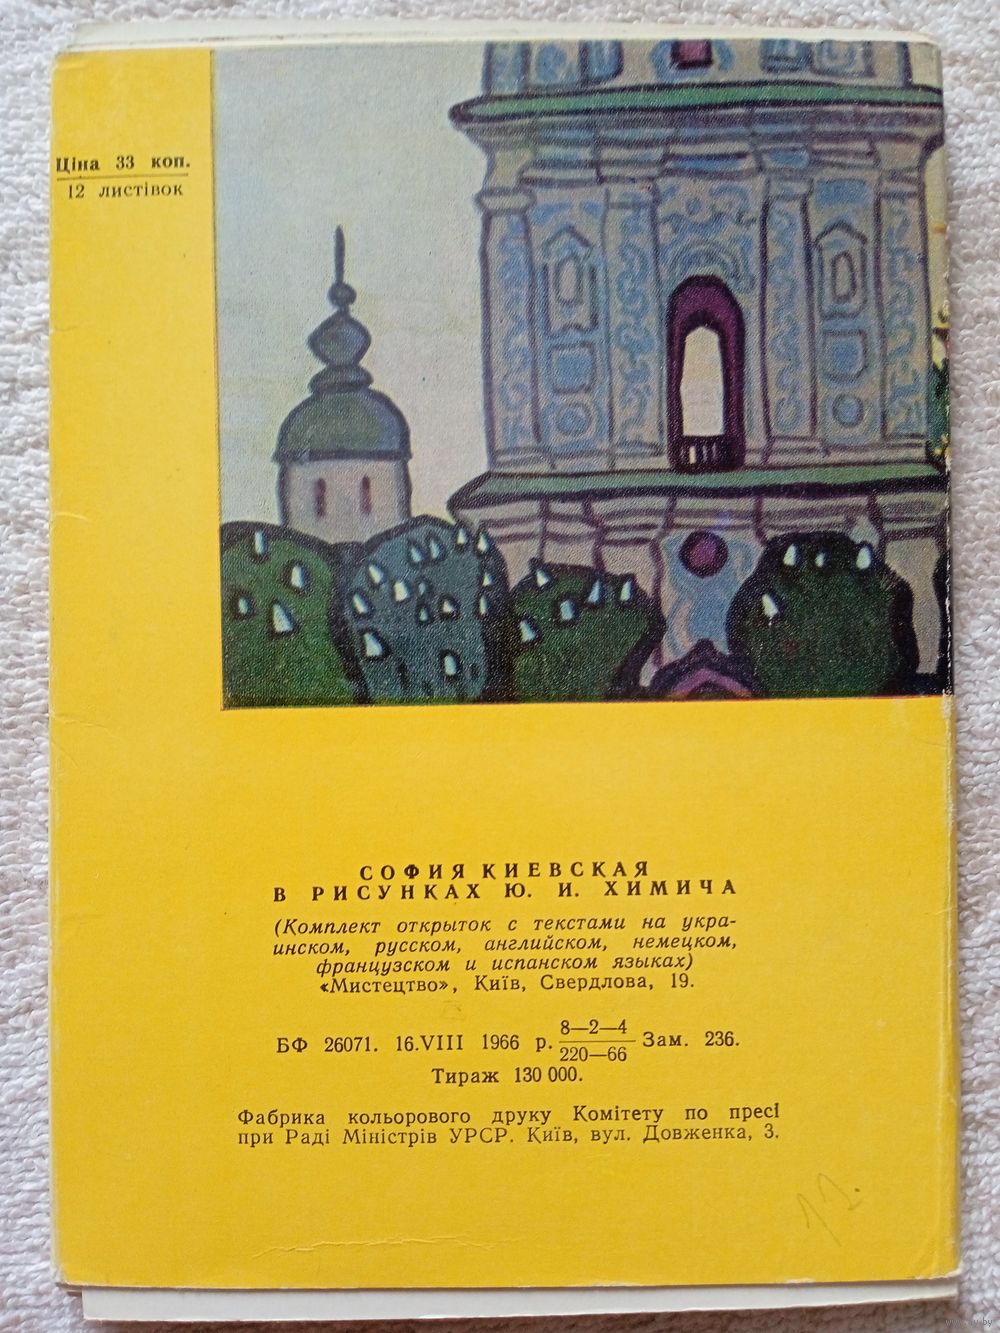 Ціна 33 коп.
12 листівок
СОФИЯ КИЕВСКАЯ
В РИСУНКАХ Ю. И. ХИМИЧА
(Комплект открыток с текстами на укра-
инском, русском, английском, немецком,
французском и испанском языках)
«Мистецтво», Київ, Свердлова, 19.
БФ 26071. 16.VIII 1966 р. 8—2—4 Зам. 236.
220—66
Тираж 130 000.
Фабрика кольорового друку Комітету по пресі
при Раді Міністрів УРСР. Київ, вул. Довженка, 3.